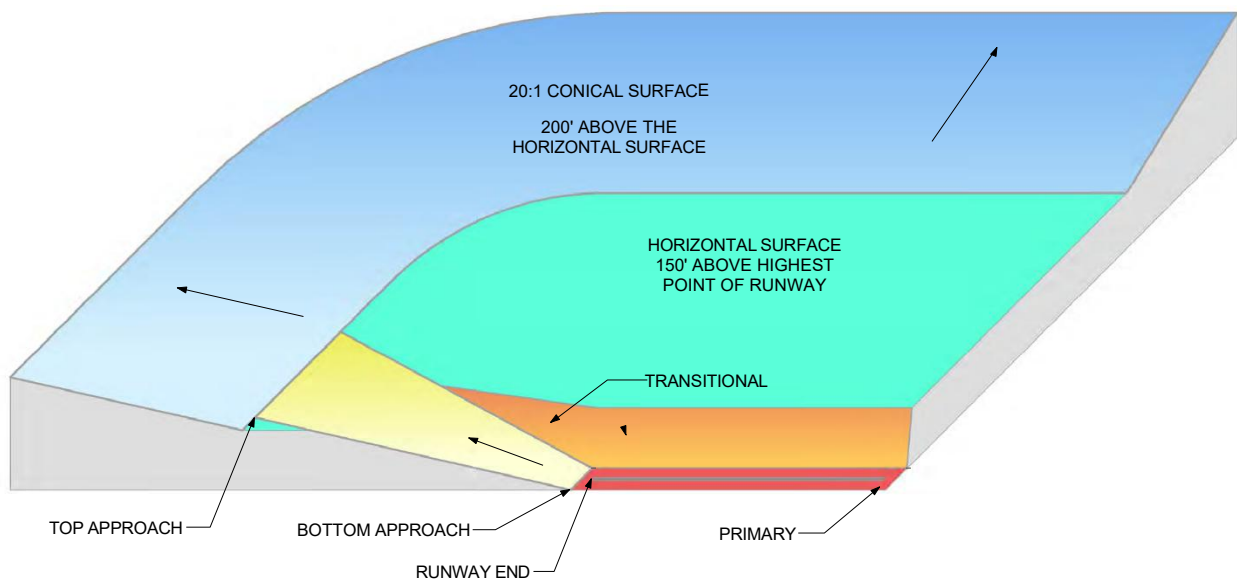 20:1 CONICAL SURFACE
200' ABOVE THE
HORIZONTAL SURFACE
HORIZONTAL SURFACE
150' ABOVE HIGHEST
POINT OF RUNWAY
TRANSITIONAL
TOP APPROACH
BOTTOM APPROACH
PRIMARY
RUNWAY END